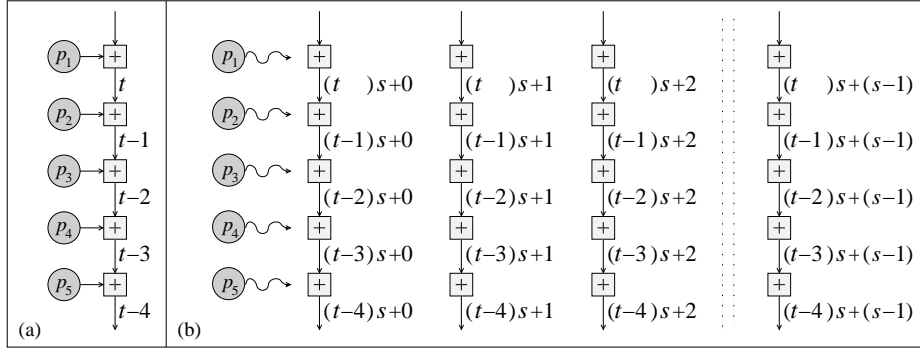 p1 + p1 + + + +
t (t )s+0 (t )s+1 (t )s+2 (t )s+(s−1)
p2 + p2 + + + +
t−1 (t−1)s+0 (t−1)s+1 (t−1)s+2 (t−1)s+(s−1)
p3 + p3 + + + +
t−2 (t−2)s+0 (t−2)s+1 (t−2)s+2 (t−2)s+(s−1)
p4 + p4 + + + +
t−3 (t−3)s+0 (t−3)s+1 (t−3)s+2 (t−3)s+(s−1)
p5 + p5 + + + +
t−4 (t−4)s+0 (t−4)s+1 (t−4)s+2 (t−4)s+(s−1)
(a) (b)